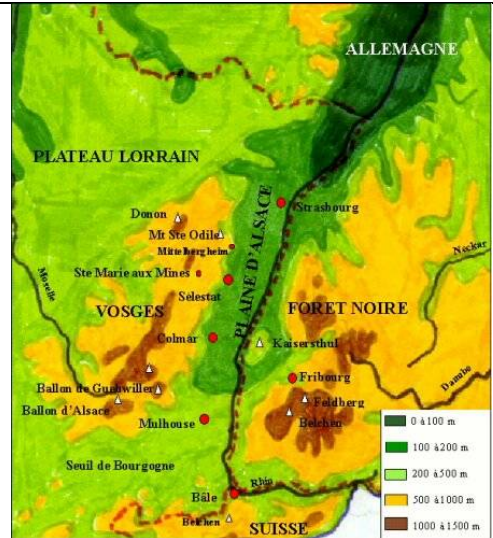 ALLEMAGNE
PLATEAU LORRAIN
PLAINE D'ALSACE
Donon
Strasbourg
Mt Ste Odile
Mittelbergheim
Neckar
Ste Marie aux Mines
Moselle
Sélestat
VOSGES
FORET NOIRE
Colmar
Kaisersthul
Danube
Ballon de Guebwiller
Fribourg
Ballon d'Alsace
Feldberg
Belchen
Mulhouse
0 à 100 m
100 à 200 m
200 à 500 m
500 à 1000 m
1000 à 1500 m
Seuil de Bourgogne
Rhin
Bâle
Belchen
SUISSE